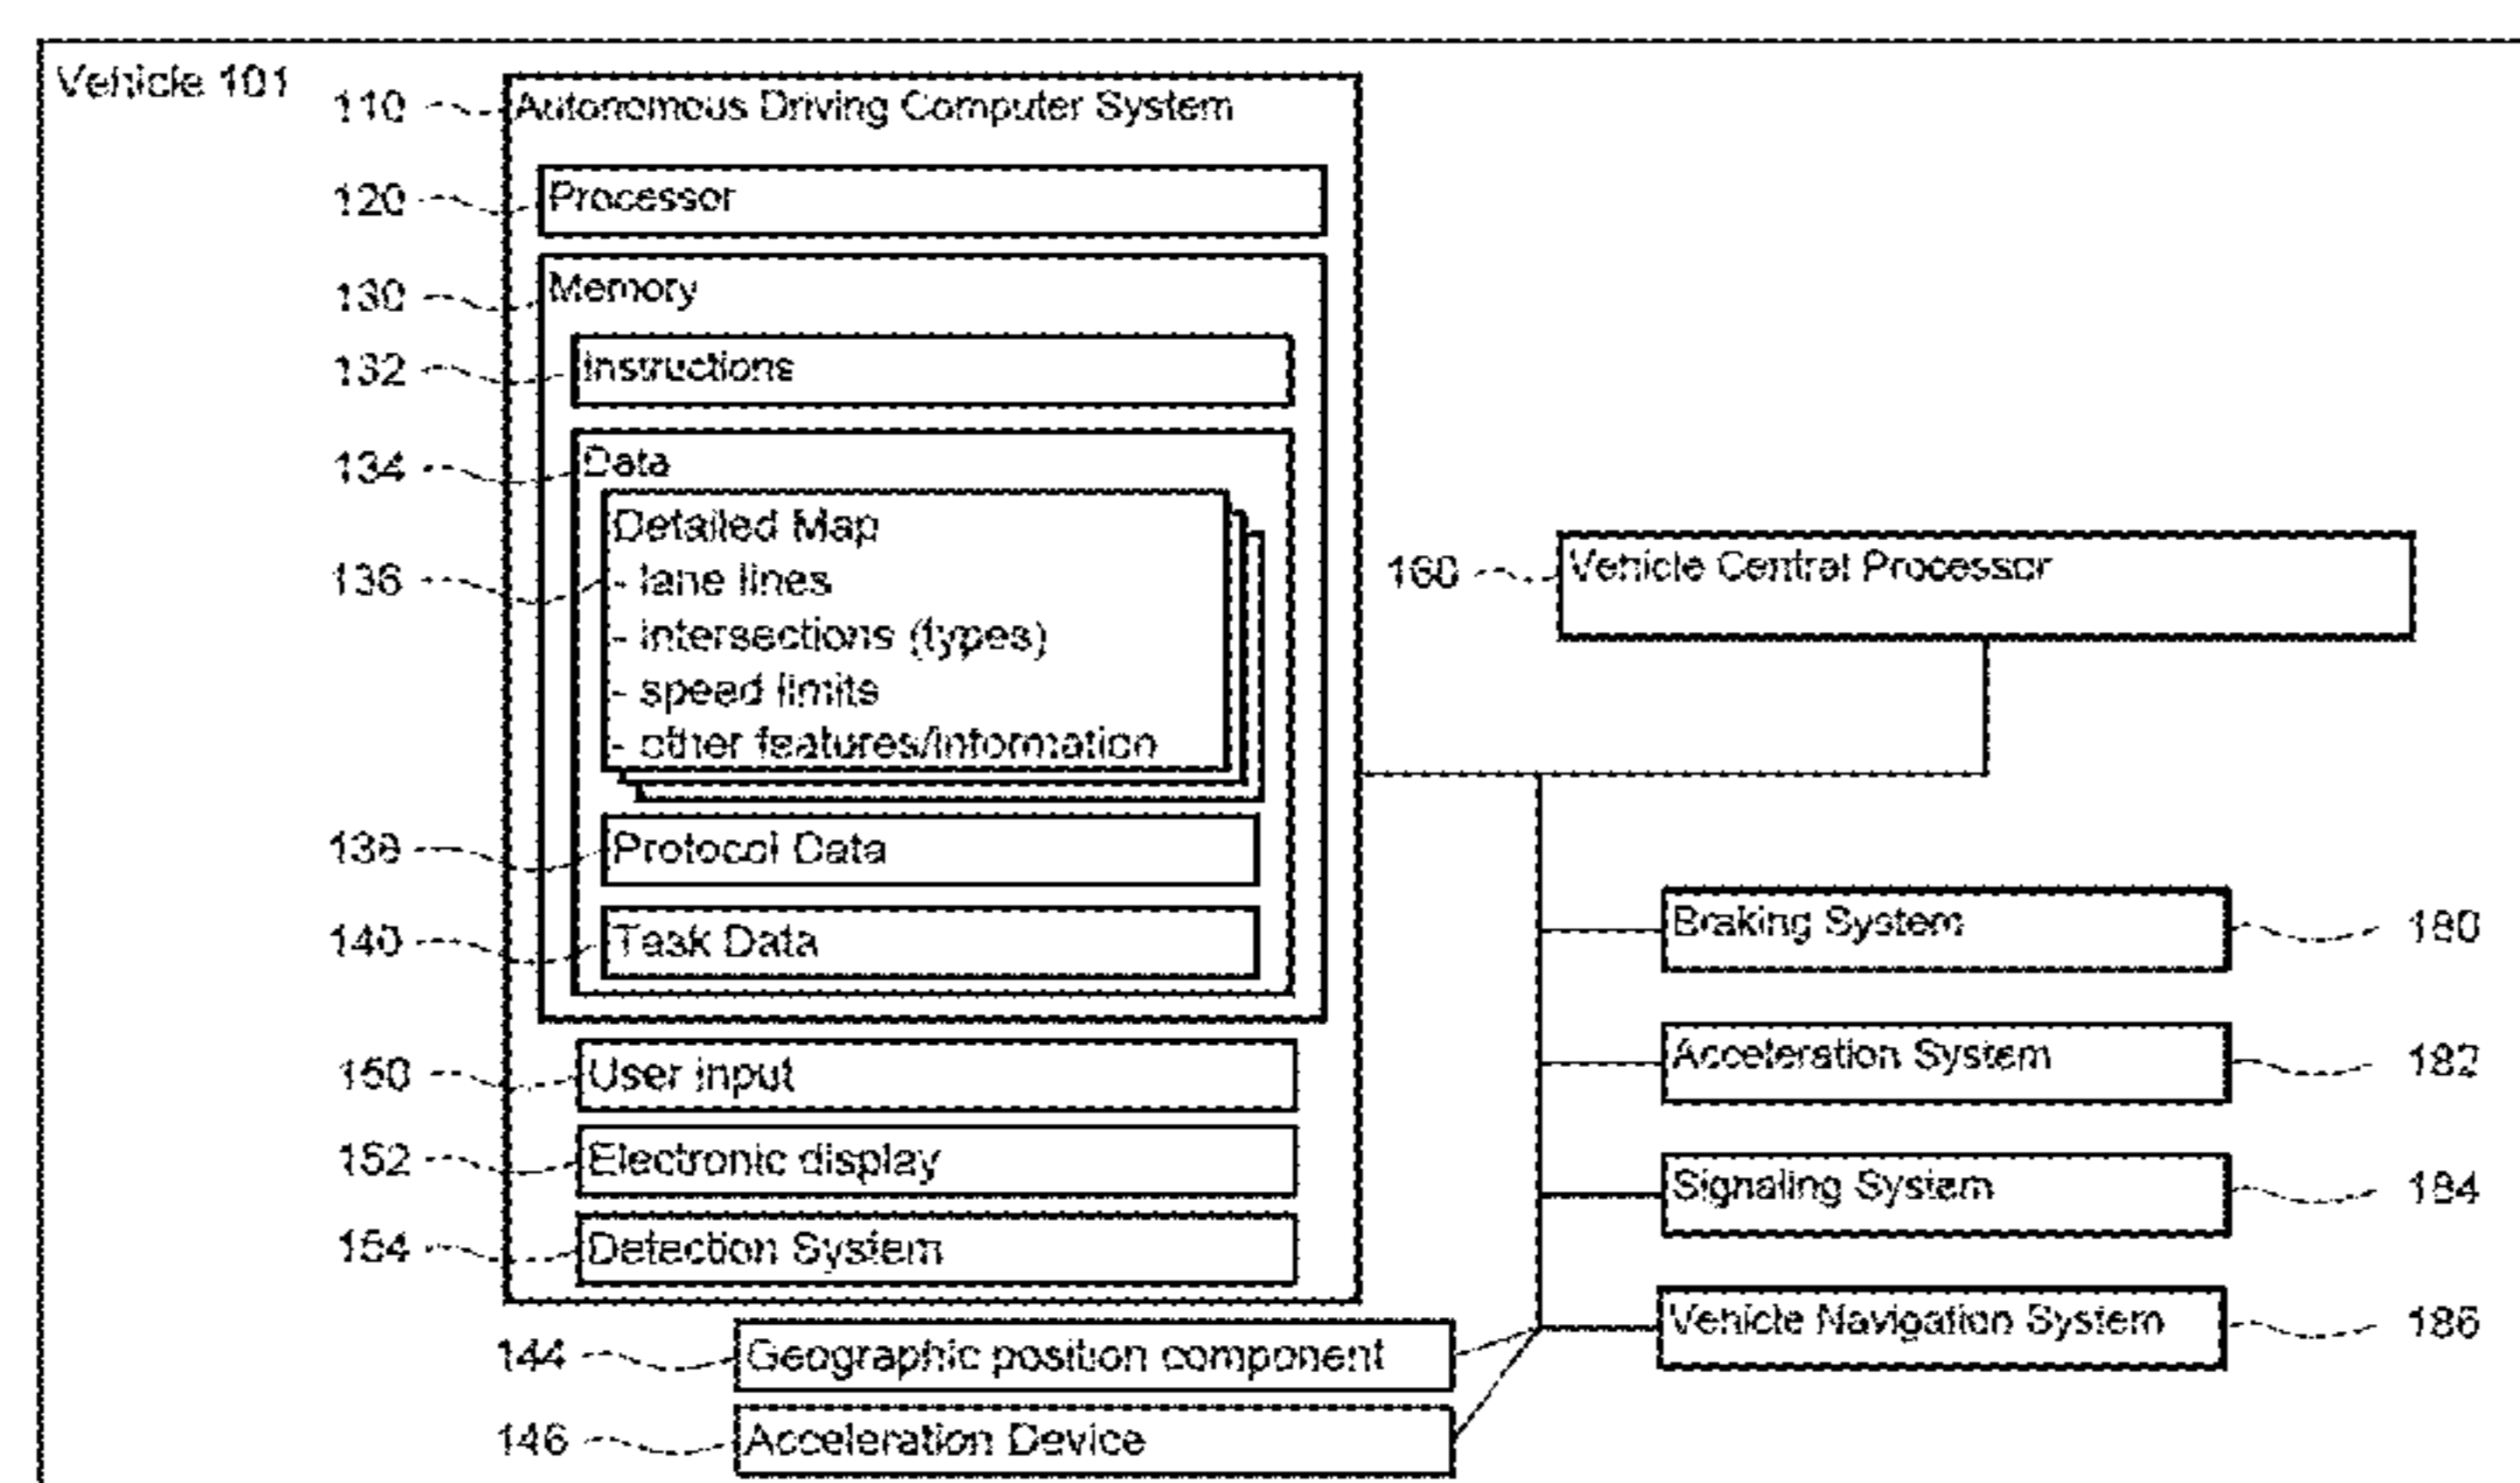 Vehicle 101
110 Autonomous Driving Computer System
120 Processor
130 Memory
132 Instructions
134 Data
Detailed Map
136 - lane lines
- intersections (types)
- speed limits
- other features/information
138 Protocol Data
140 Task Data
150 User input
152 Electronic display
154 Detection System
144 Geographic position component
146 Acceleration Device
160 Vehicle Central Processor
Braking System 180
Acceleration System 182
Signaling System 184
Vehicle Navigation System 186